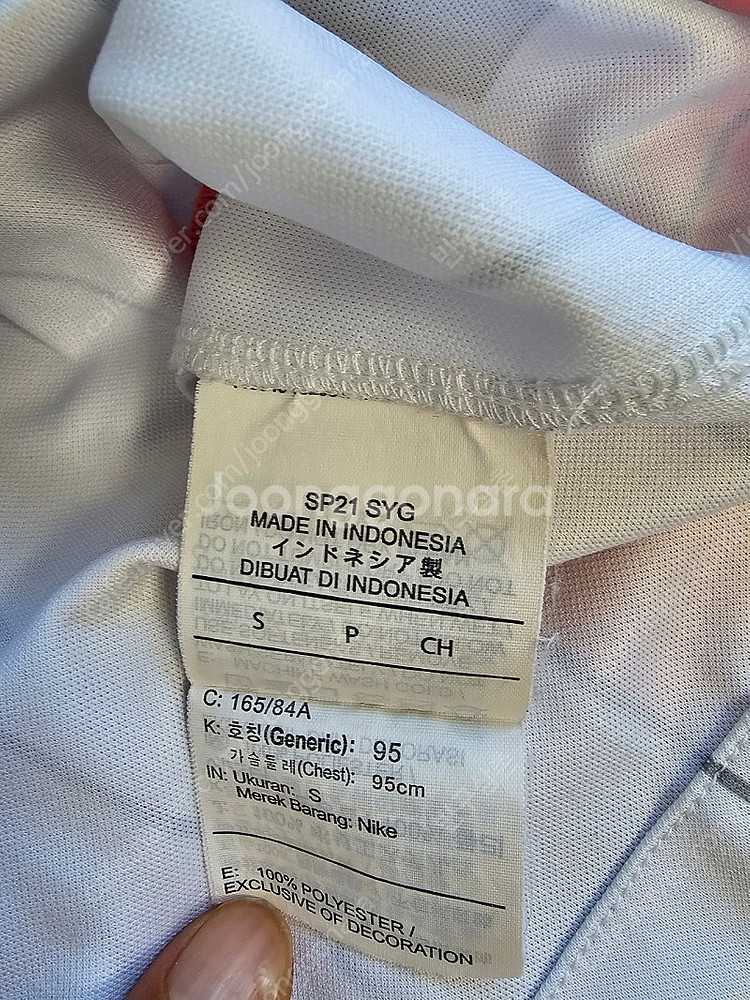 Joonggonara
SP21 SYG
MADE IN INDONESIA
インドネシア製
DIBUAT DI INDONESIA
S P CH
C: 165/84A
K: 호칭(Generic): 95
가슴둘레(Chest): 95cm
IN: Ukuran: S
Merek Barang: Nike
E: 100% POLYESTER /
EXCLUSIVE OF DECORATION